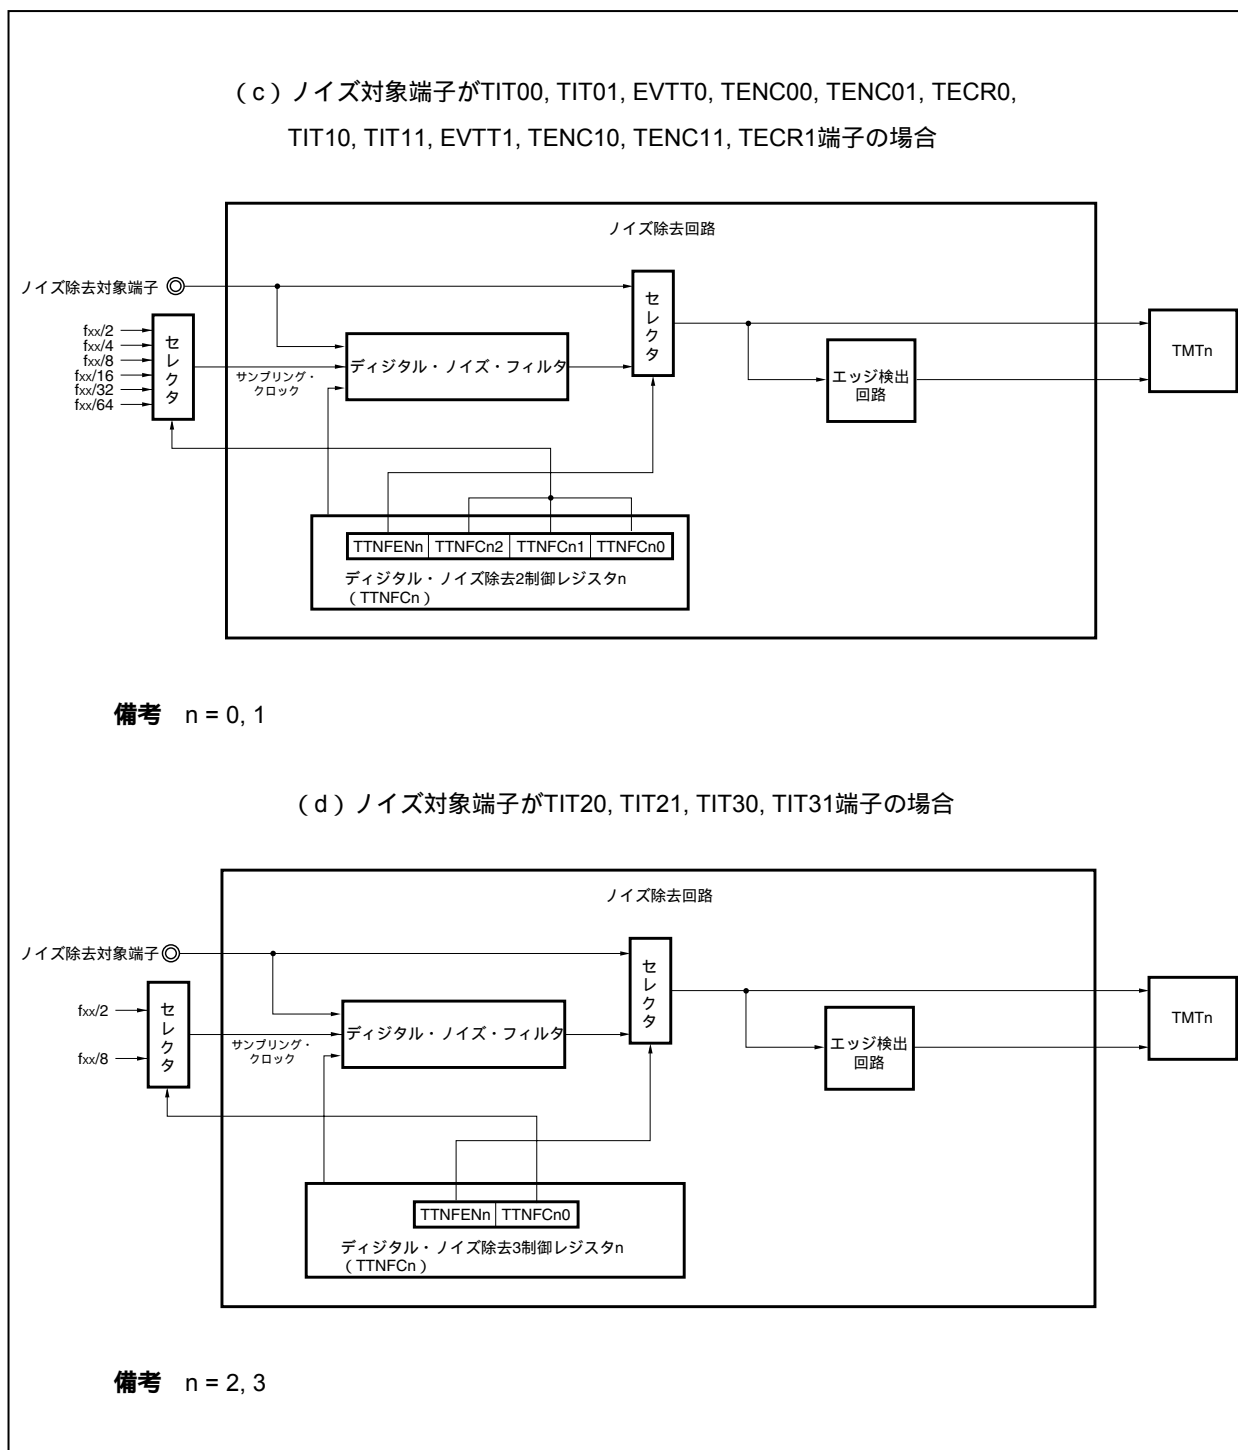 （c）ノイズ対象端子がTIT00, TIT01, EVTT0, TENC00, TENC01, TECR0,
TIT10, TIT11, EVTT1, TENC10, TENC11, TECR1端子の場合
ノイズ除去回路
ノイズ除去対象端子
fxx/2
fxx/4
fxx/8
fxx/16
fxx/32
fxx/64
セレクタ
サンプリング・
クロック
ディジタル・ノイズ・フィルタ
セレクタ
エッジ検出
回路
TMTn
TTNFENn TTNFCn2 TTNFCn1 TTNFCn0
ディジタル・ノイズ除去2制御レジスタn
（TTNFCn）
備考 n = 0, 1
（d）ノイズ対象端子がTIT20, TIT21, TIT30, TIT31端子の場合
ノイズ除去回路
ノイズ除去対象端子
fxx/2
fxx/8
セレクタ
サンプリング・
クロック
ディジタル・ノイズ・フィルタ
セレクタ
エッジ検出
回路
TMTn
TTNFENn TTNFCn0
ディジタル・ノイズ除去3制御レジスタn
（TTNFCn）
備考 n = 2, 3